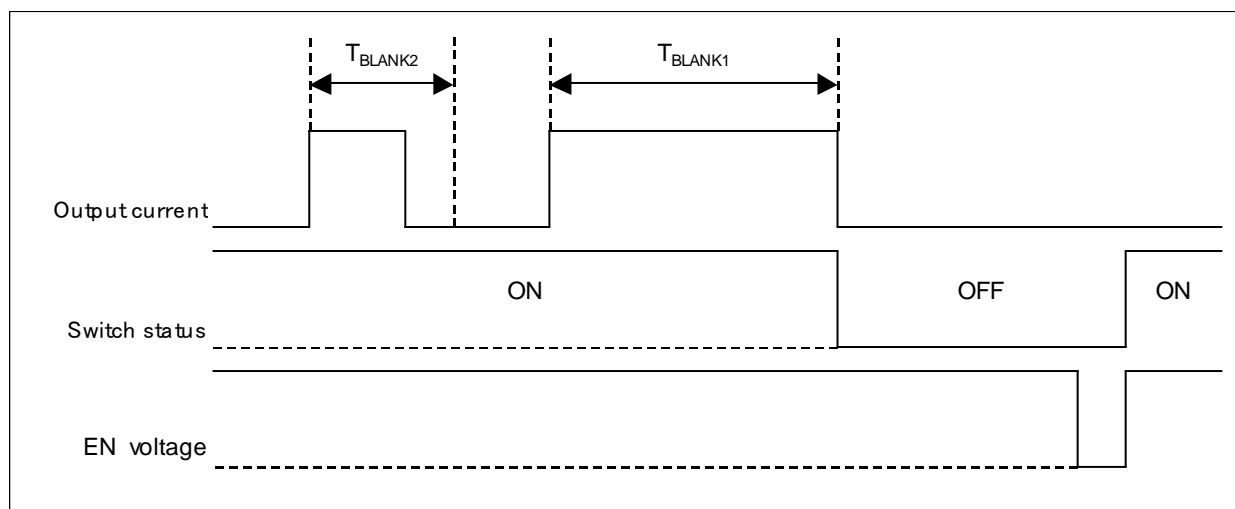 TBLANK2
TBLANK1
Output current
ON
OFF
ON
Switch status
EN voltage